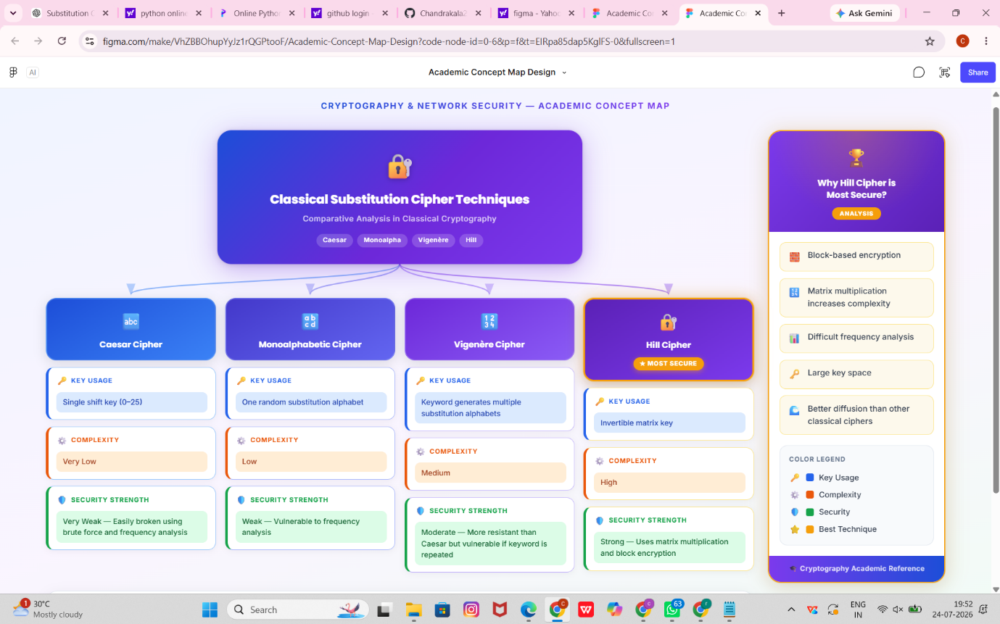 Substitution C
python online
Online Python
github login -
ChandrakalaZ
figma - Yahoo
Academic Co
Academic Co
Ask Gemini
figma.com/make/VhZBBOhupYyJz1rQGPtooF/Academic-Concept-Map-Design?code-node-id=0-6&p=f&t=EIRpa85dap5KglFS-0&fullscreen=1
C
AI
Academic Concept Map Design
Share
CRYPTOGRAPHY & NETWORK SECURITY — ACADEMIC CONCEPT MAP
Classical Substitution Cipher Techniques
Comparative Analysis in Classical Cryptography
Caesar
Monoalpha
Vigenère
Hill
abc
Caesar Cipher
KEY USAGE
Single shift key (0–25)
COMPLEXITY
Very Low
SECURITY STRENGTH
Very Weak — Easily broken using
brute force and frequency analysis
ab
cd
Monoalphabetic Cipher
KEY USAGE
One random substitution alphabet
COMPLEXITY
Low
SECURITY STRENGTH
Weak — Vulnerable to frequency
analysis
12
34
Vigenère Cipher
KEY USAGE
Keyword generates multiple
substitution alphabets
COMPLEXITY
Medium
SECURITY STRENGTH
Moderate — More resistant than
Caesar but vulnerable if keyword is
repeated
Hill Cipher
★ MOST SECURE
KEY USAGE
Invertible matrix key
COMPLEXITY
High
SECURITY STRENGTH
Strong — Uses matrix multiplication
and block encryption
Why Hill Cipher is
Most Secure?
ANALYSIS
Block-based encryption
12
34
Matrix multiplication
increases complexity
Difficult frequency analysis
Large key space
Better diffusion than other
classical ciphers
COLOR LEGEND
Key Usage
Complexity
Security
Best Technique
Cryptography Academic Reference
1
30°C
Mostly cloudy
Search
63
ENG
IN
19:52
24-07-2026